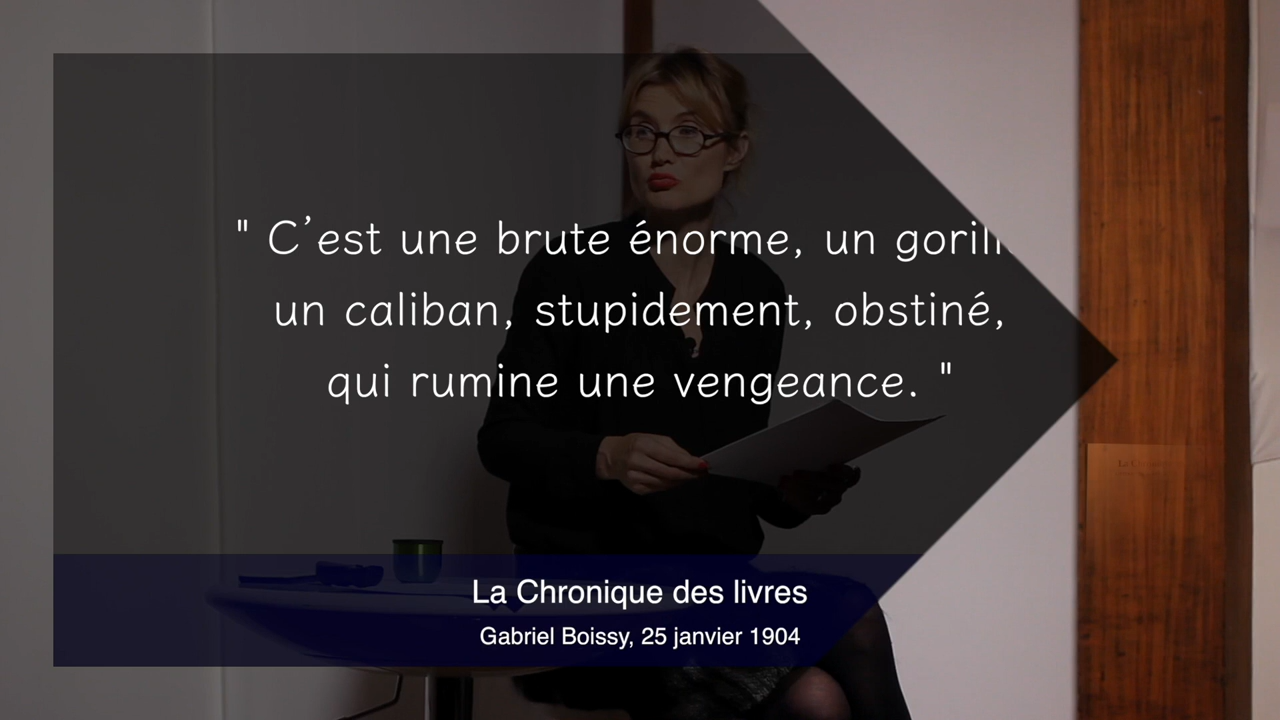 " C’est une brute énorme, un
un caliban, stupidement, obstiné,
qui rumine une vengeance. "
La Chronique des livres
Gabriel Boissy, 25 janvier 1904